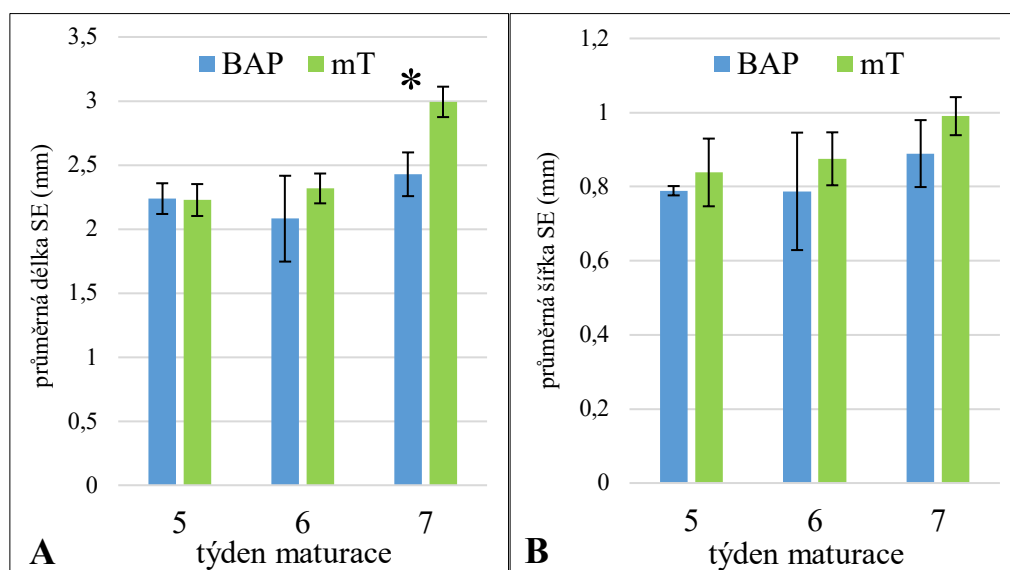 3,5
3
2,5
2
1,5
1
0,5
0
průměrná délka SE (mm)
BAP mT
*
5 6 7
týden maturace
A
1,2
1
0,8
0,6
0,4
0,2
0
průměrná šířka SE (mm)
BAP mT
5 6 7
týden maturace
B